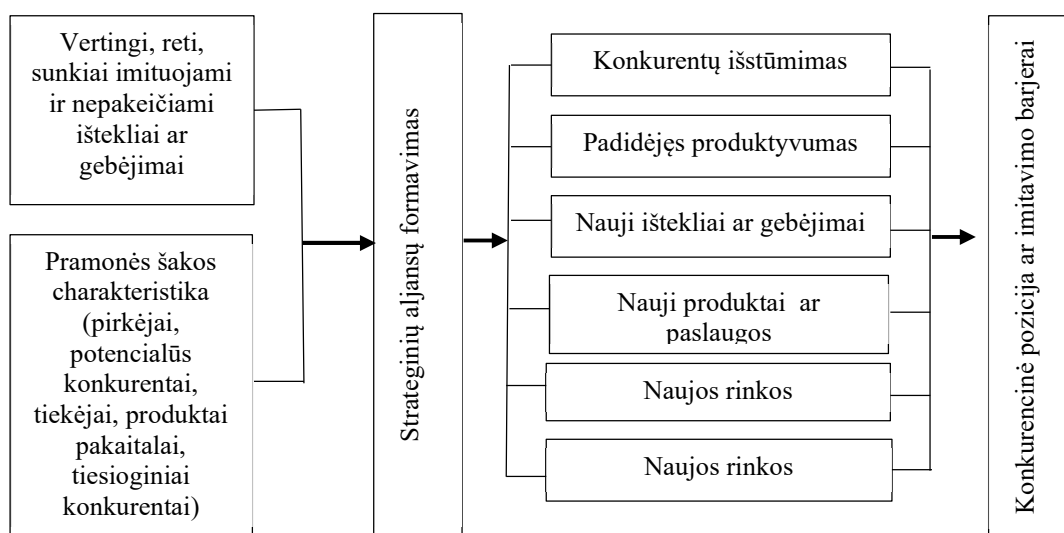 Vertingi, reti,
sunkiai imituojami
ir nepakeičiami
ištekliai ar
gebėjimai
Pramonės šakos
charakteristika
(pirkėjai,
potencialūs
konkurentai,
tiekėjai, produktai
pakaitalai,
tiesioginiai
konkurentai)
Strateginių aljansų formavimas
Konkurentų išstūmimas
Padidėjęs produktyvumas
Nauji ištekliai ar gebėjimai
Nauji produktai ar
paslaugos
Naujos rinkos
Naujos rinkos
Konkurencinė pozicija ar imitavimo barjerai